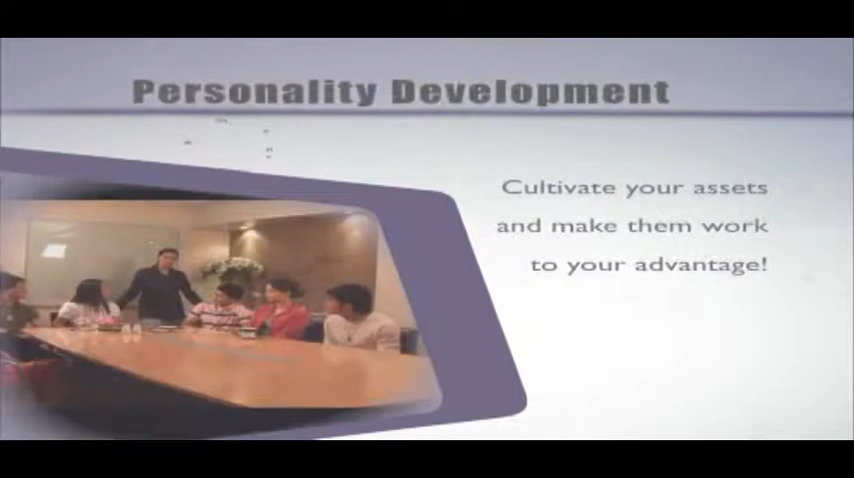 Personality Development
Cultivate your assets
and make them work
to your advantage!